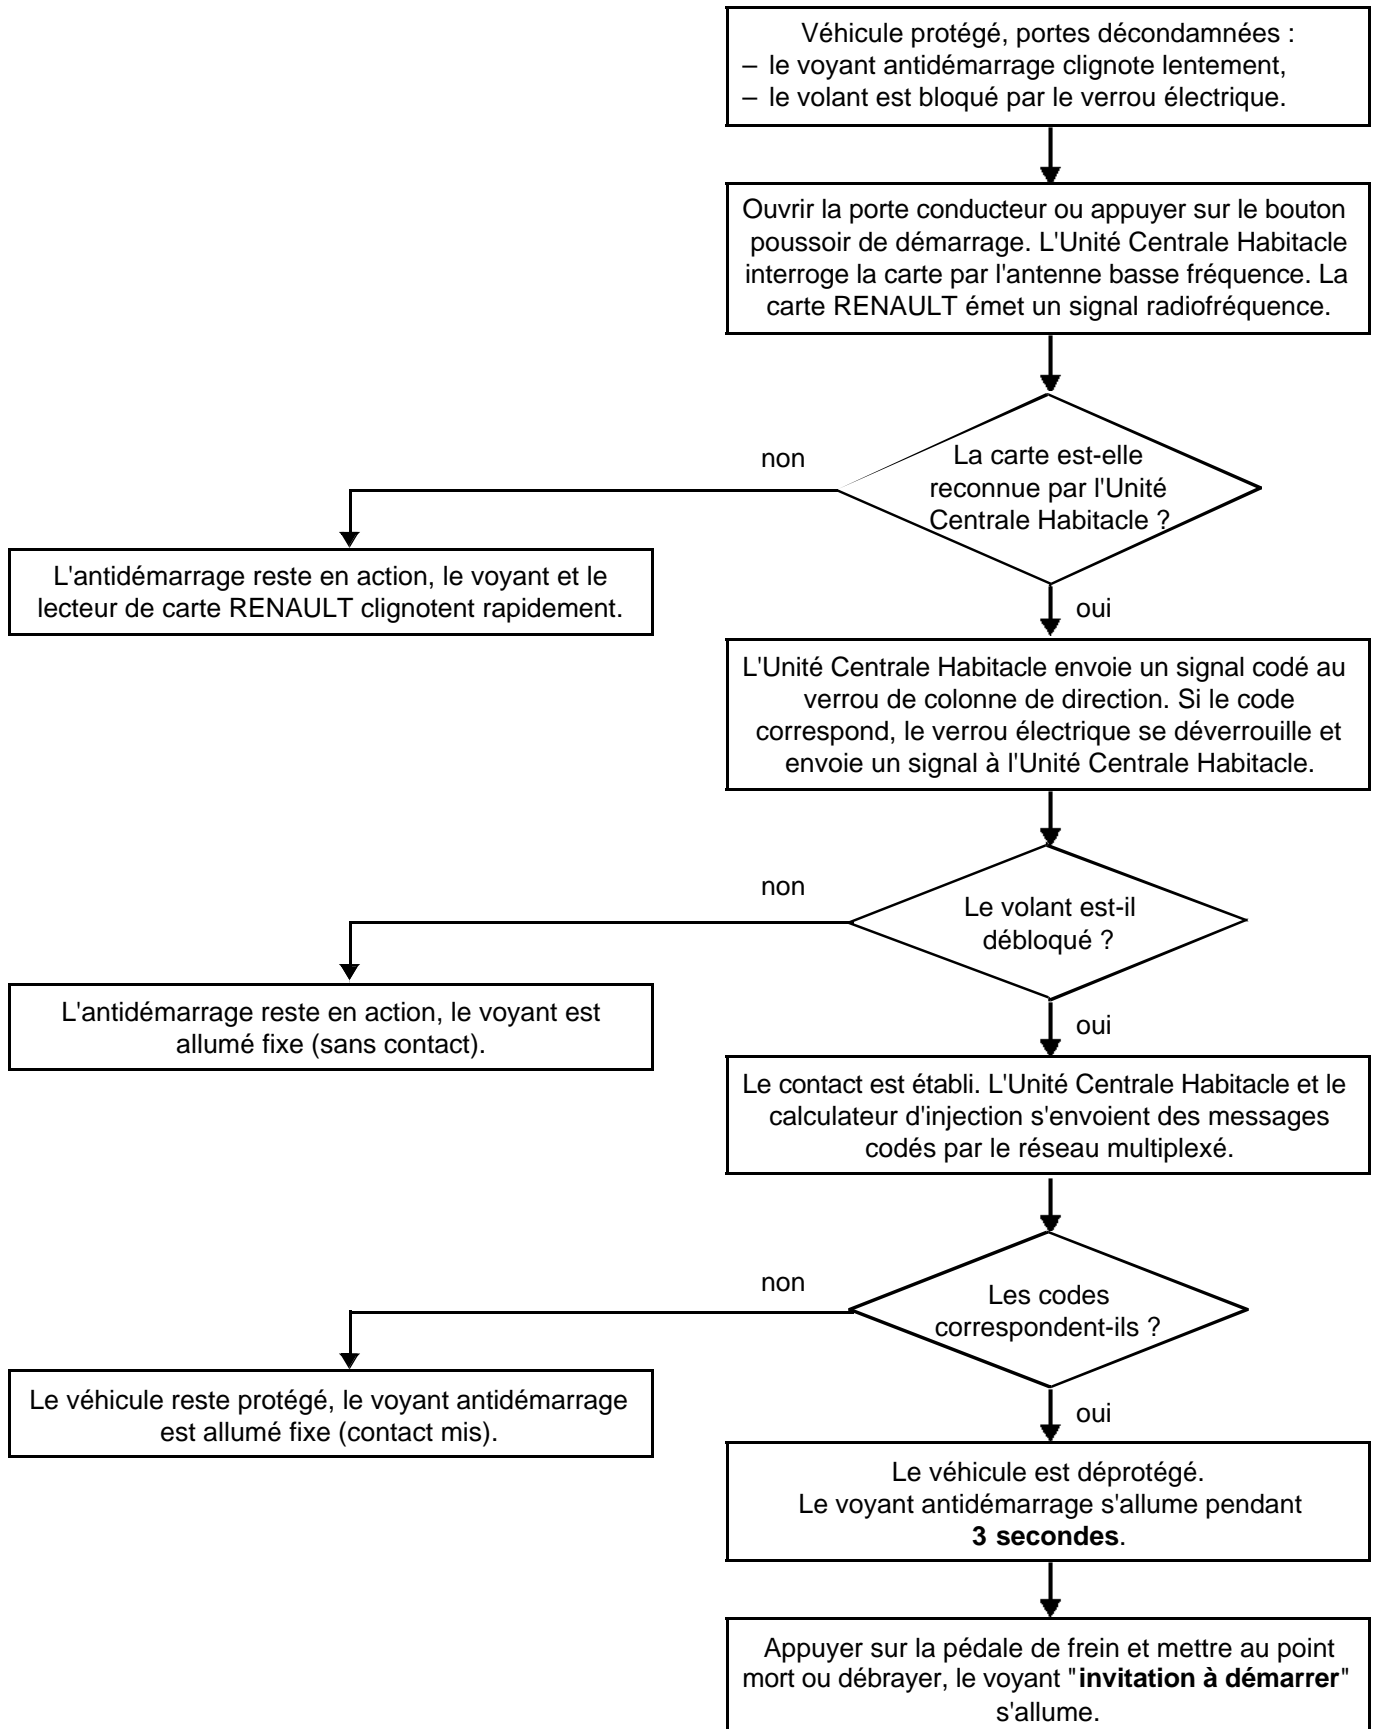 Véhicule protégé, portes décondamnées :
– le voyant antidémarrage clignote lentement,
– le volant est bloqué par le verrou électrique.
Ouvrir la porte conducteur ou appuyer sur le bouton
poussoir de démarrage. L'Unité Centrale Habitacle
interroge la carte par l'antenne basse fréquence. La
carte RENAULT émet un signal radiofréquence.
La carte est-elle
reconnue par l'Unité
Centrale Habitacle ?
non
L'antidémarrage reste en action, le voyant et le
lecteur de carte RENAULT clignotent rapidement.
oui
L'Unité Centrale Habitacle envoie un signal codé au
verrou de colonne de direction. Si le code
correspond, le verrou électrique se déverrouille et
envoie un signal à l'Unité Centrale Habitacle.
Le volant est-il
débloqué ?
non
L'antidémarrage reste en action, le voyant est
allumé fixe (sans contact).
oui
Le contact est établi. L'Unité Centrale Habitacle et le
calculateur d'injection s'envoient des messages
codés par le réseau multiplexé.
Les codes
correspondent-ils ?
non
Le véhicule reste protégé, le voyant antidémarrage
est allumé fixe (contact mis).
oui
Le véhicule est déprotégé.
Le voyant antidémarrage s'allume pendant
3 secondes.
Appuyer sur la pédale de frein et mettre au point
mort ou débrayer, le voyant "invitation à démarrer"
s'allume.